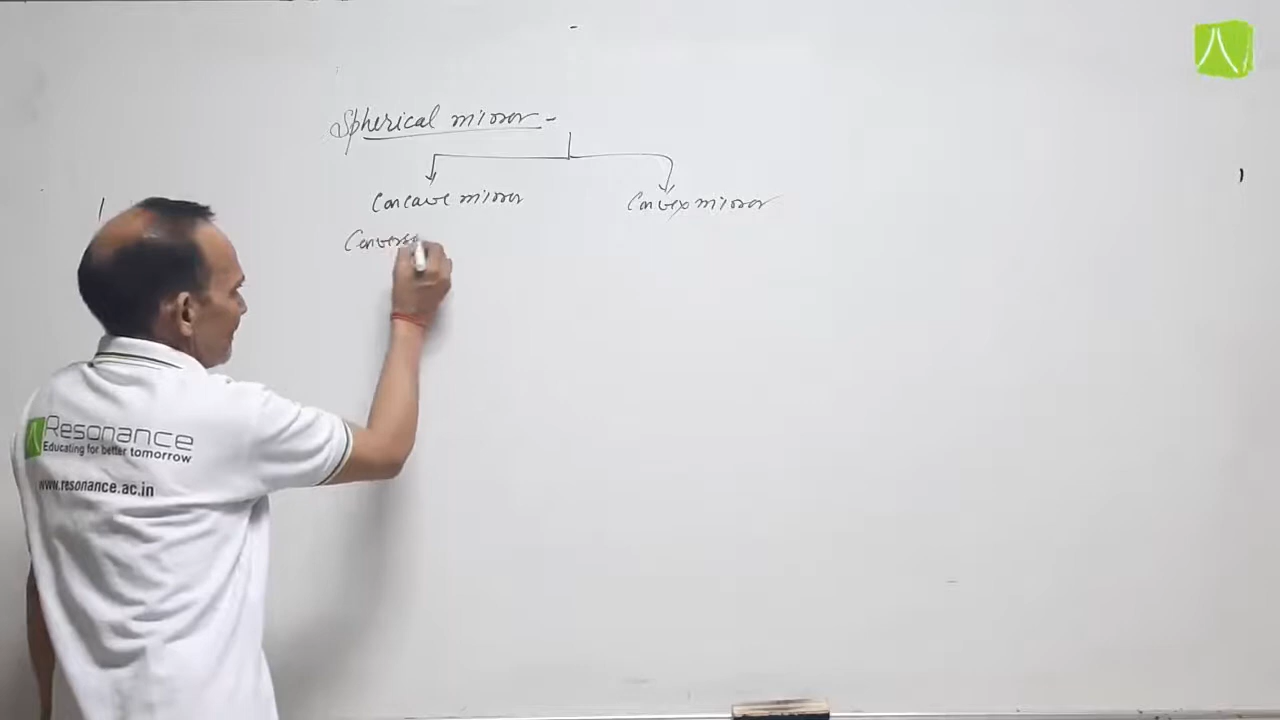 Spherical mirror -
Concave mirror
Convex mirror
Resonance
Educating for better tomorrow
www.resonance.ac.in